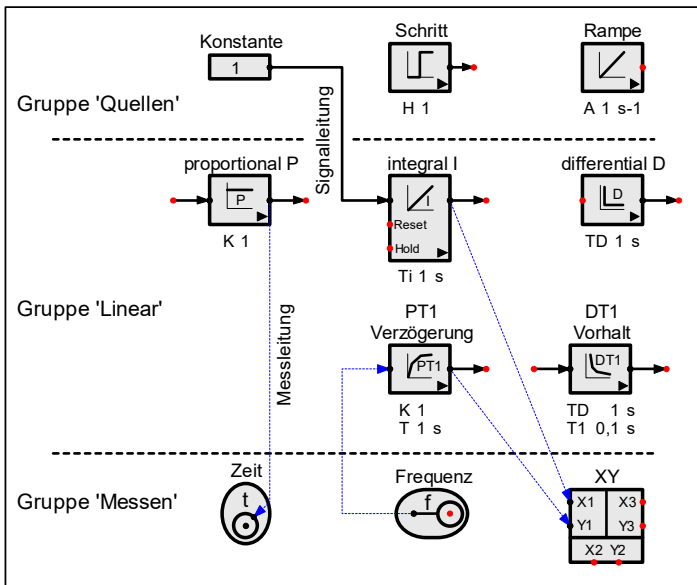 Konstante
1
Schritt
H 1
Rampe
A 1 s-1
Gruppe 'Quellen'
Signalleitung
proportional P
P
K 1
integral I
I
Reset
Hold
Ti 1 s
differential D
D
TD 1 s
Gruppe 'Linear'
Messleitung
PT1
Verzögerung
PT1
K 1
T 1 s
DT1
Vorhalt
DT1
TD 1 s
T1 0,1 s
Gruppe 'Messen'
Zeit
t
Frequenz
f
XY
X1 X3
Y1 Y3
X2 Y2